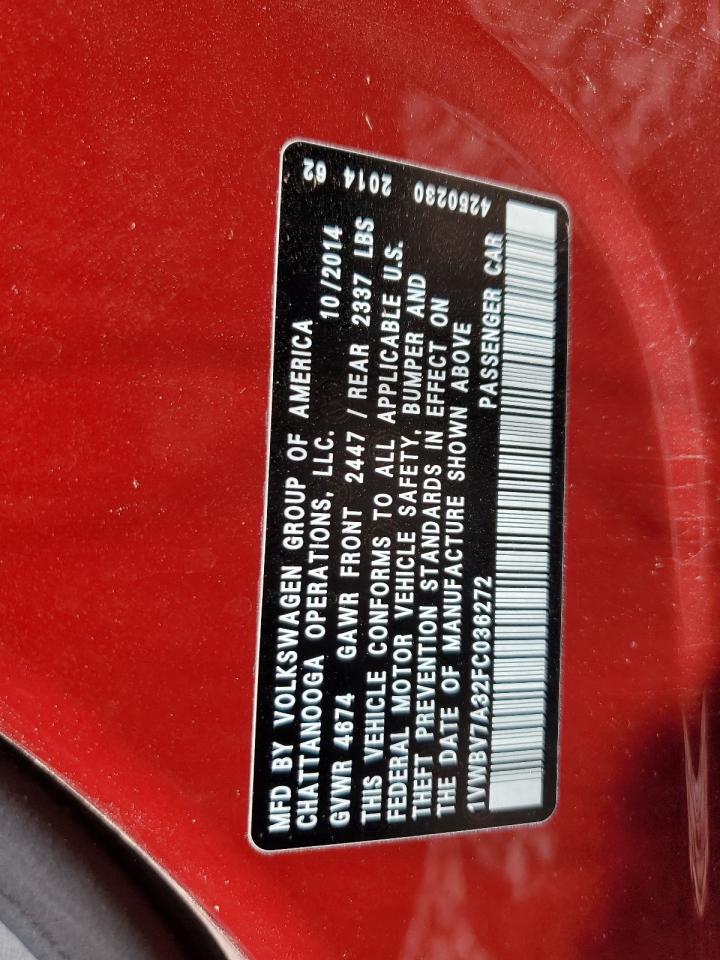 MFD BY VOLKSWAGEN GROUP OF AMERICA
CHATTANOOGA OPERATIONS, LLC. 10/2014
GVWR 4674 GAWR FRONT 2447 / REAR 2337 LBS
THIS VEHICLE CONFORMS TO ALL APPLICABLE U.S.
FEDERAL MOTOR VEHICLE SAFETY, BUMPER AND
THEFT PREVENTION STANDARDS IN EFFECT ON
THE DATE OF MANUFACTURE SHOWN ABOVE
1VWBV7A32FC036272 PASSENGER CAR
2014 62
4250230